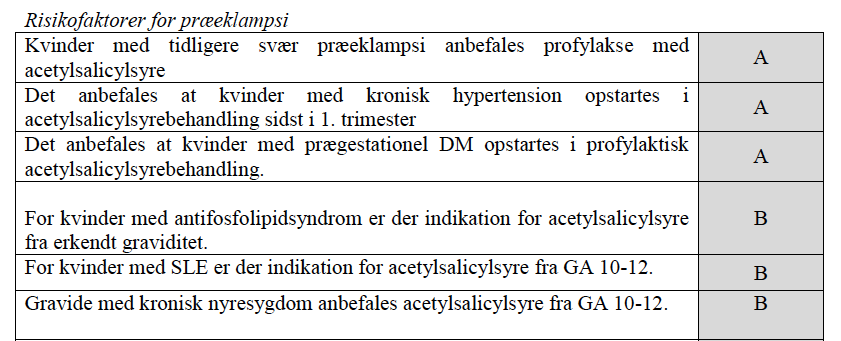 Risikofaktorer for præeklampsi
Kvinder med tidligere svær præeklampsi anbefales profylakse med
acetylsalicylsyre
A
Det anbefales at kvinder med kronisk hypertension opstartes i
acetylsalicylsyrebehandling sidst i 1. trimester
A
Det anbefales at kvinder med prægestationel DM opstartes i profylaktisk
acetylsalicylsyrebehandling.
A
For kvinder med antifosfolipidsyndrom er der indikation for acetylsalicylsyre
fra erkendt graviditet.
B
For kvinder med SLE er der indikation for acetylsalicylsyre fra GA 10-12.
B
Gravide med kronisk nyresygdom anbefales acetylsalicylsyre fra GA 10-12.
B